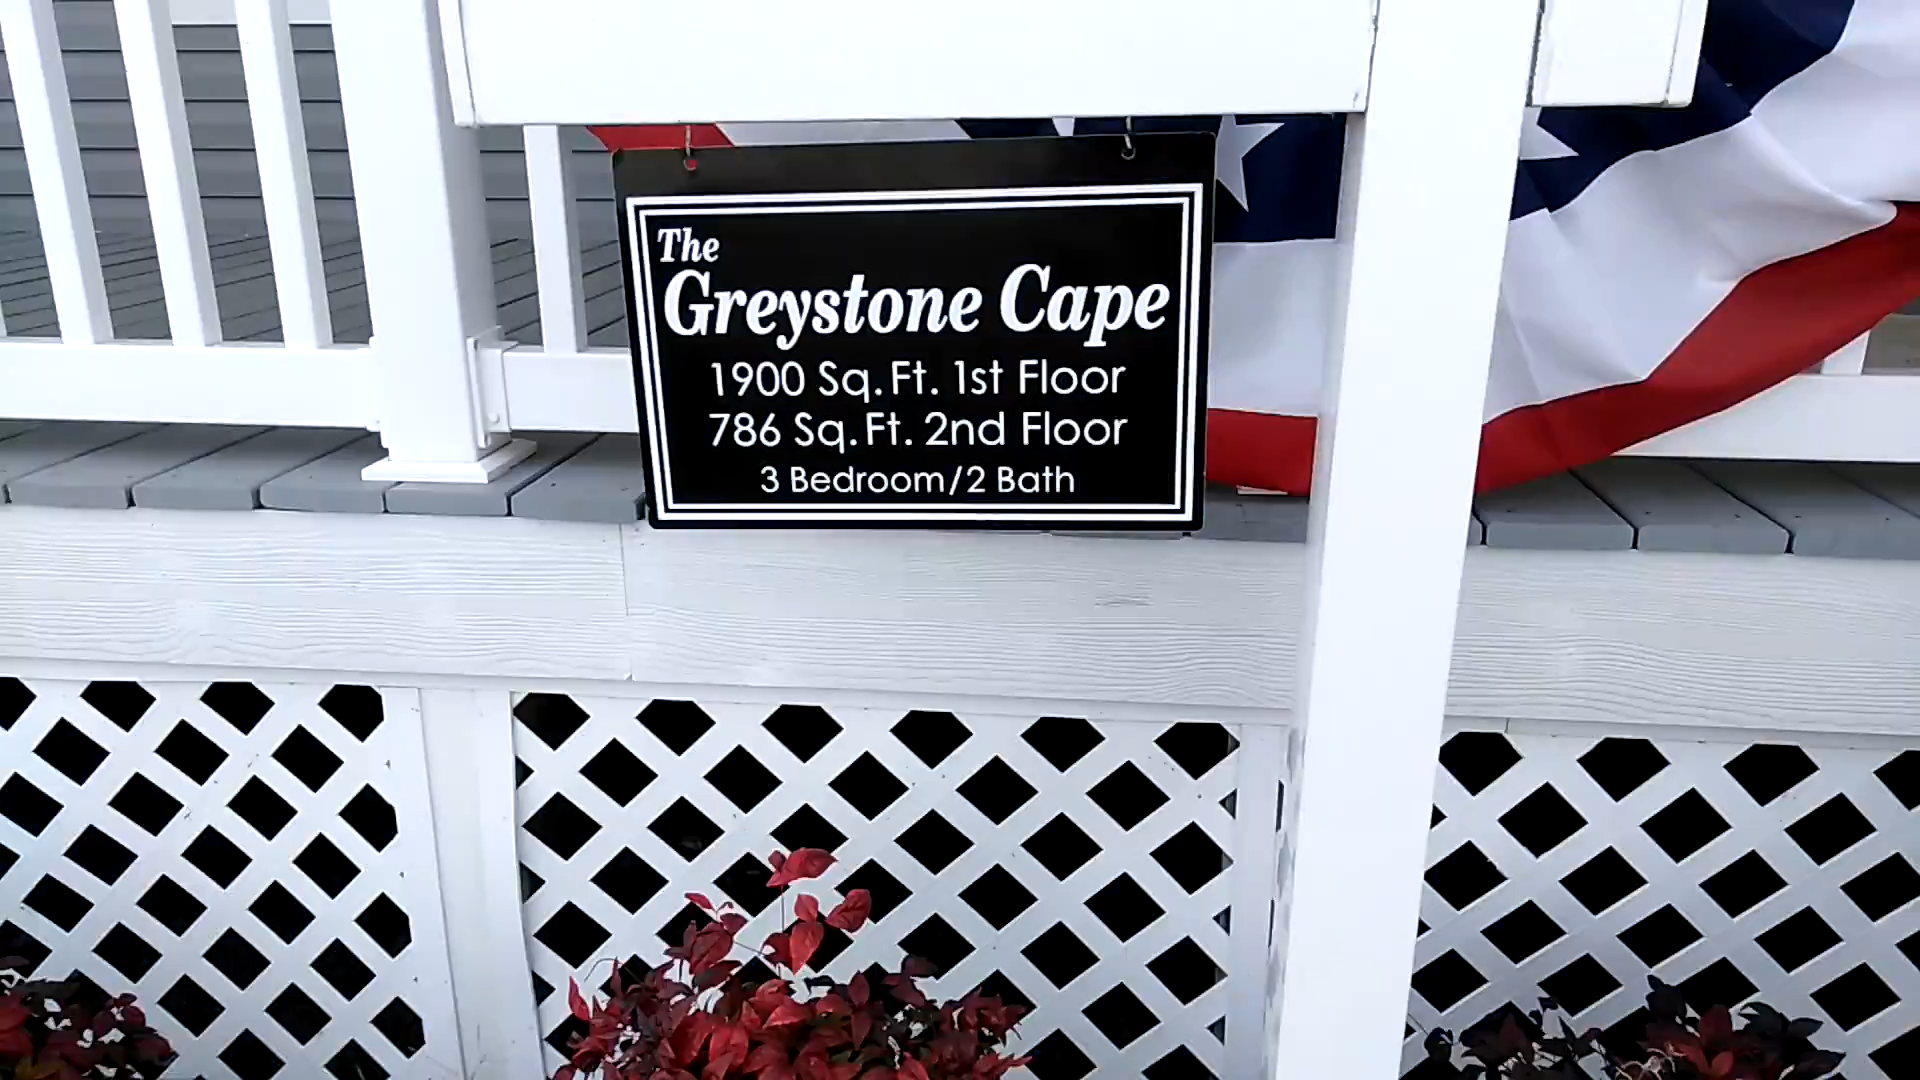 The
Greystone Cape
1900 Sq. Ft. 1st Floor
786 Sq. Ft. 2nd Floor
3 Bedroom/2 Bath